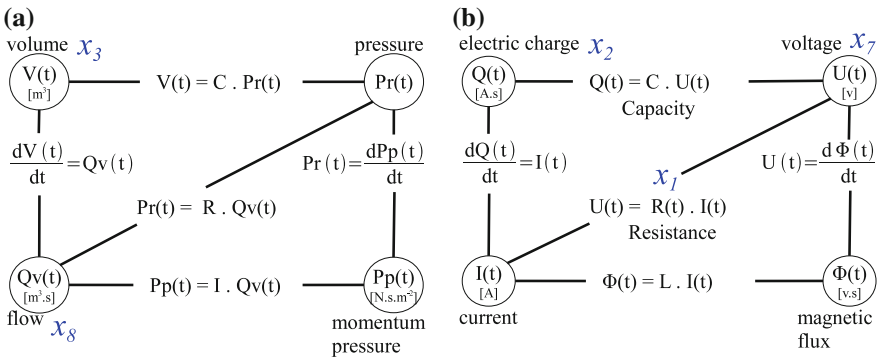 (a)
volume x₃
pressure
V(t)
[m³]
V(t) = C . Pr(t)
Pr(t)
dV(t)/dt=Qv(t)
Pr(t)=dPp(t)/dt
Pr(t) = R . Qv(t)
Qv(t)
[m³.s]
Pp(t) = I . Qv(t)
Pp(t)
[N.s.m⁻²]
flow x₈
momentum
pressure
(b)
electric charge x₂
voltage x₇
Q(t)
[A.s]
Q(t) = C . U(t)
Capacity
U(t)
[v]
dQ(t)/dt=I(t)
U(t)=dΦ(t)/dt
x₁
U(t) = R(t) . I(t)
Resistance
I(t)
[A]
Φ(t) = L . I(t)
Φ(t)
[v.s]
current
magnetic
flux